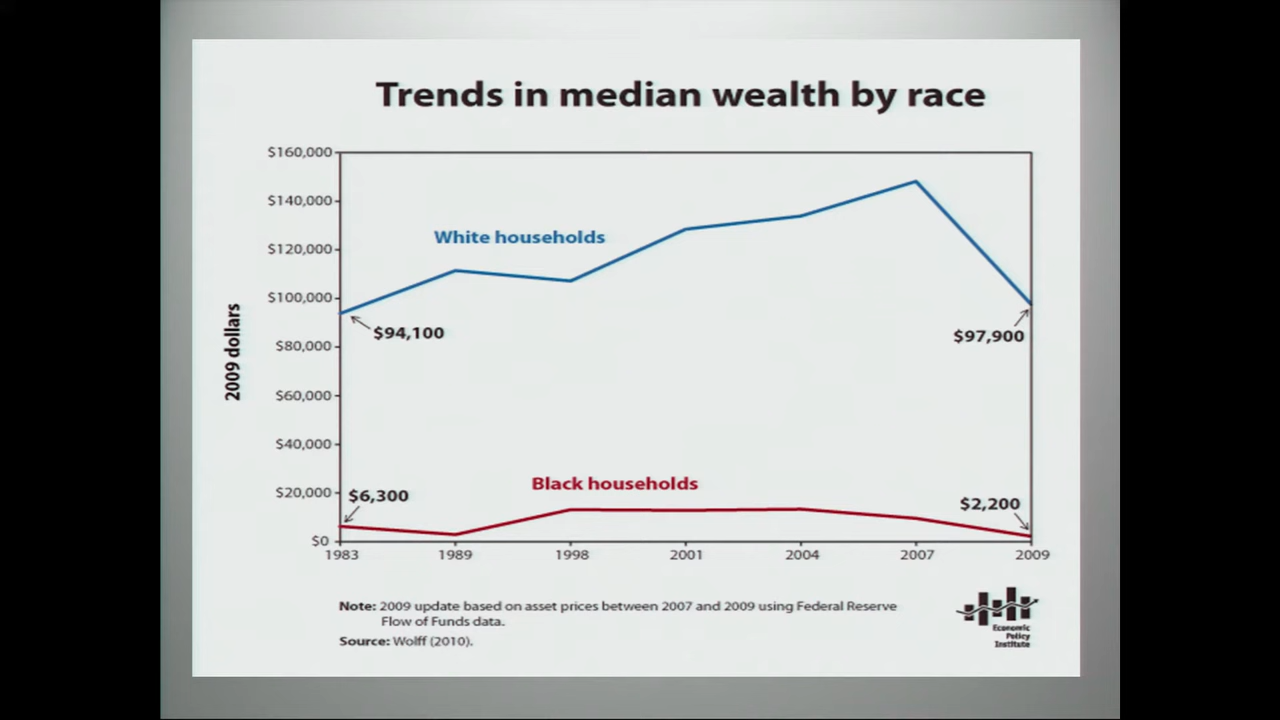 Trends in median wealth by race
$160,000
$140,000
$120,000
$100,000
$80,000
$60,000
$40,000
$20,000
$0
2009 dollars
White households
$94,100
$97,900
Black households
$6,300
$2,200
1983
1989
1998
2001
2004
2007
2009
Note: 2009 update based on asset prices between 2007 and 2009 using Federal Reserve
Flow of Funds data.
Source: Wolff (2010).
Economic
Policy
Institute